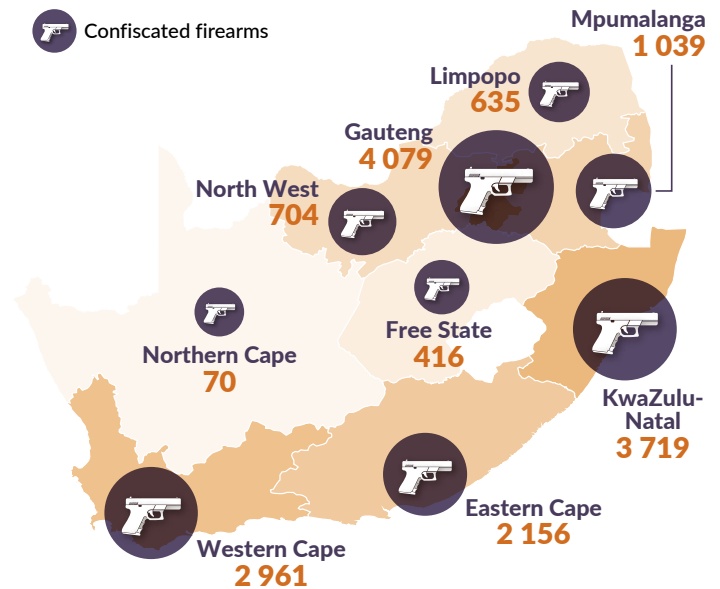 Confiscated firearms
Mpumalanga
1 039
Limpopo
635
Gauteng
4 079
North West
704
Northern Cape
70
Free State
416
KwaZulu-
Natal
3 719
Eastern Cape
2 156
Western Cape
2 961